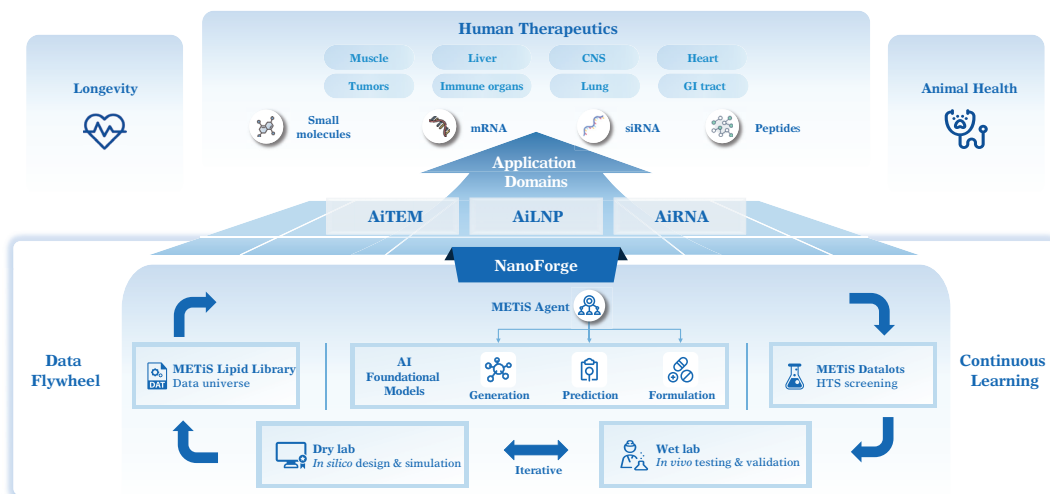 Human Therapeutics
Muscle
Liver
CNS
Heart
Tumors
Immune organs
Lung
GI tract
Small
molecules
mRNA
siRNA
Peptides
Longevity
Animal Health
Application
Domains
AiTEM
AiLNP
AiRNA
NanoForge
METiS Agent
Data
Flywheel
METiS Lipid Library
Data universe
DAT
AI
Foundational
Models
Generation
Prediction
Formulation
METiS Datalots
HTS screening
Continuous
Learning
Dry lab
In silico design & simulation
Iterative
Wet lab
In vivo testing & validation